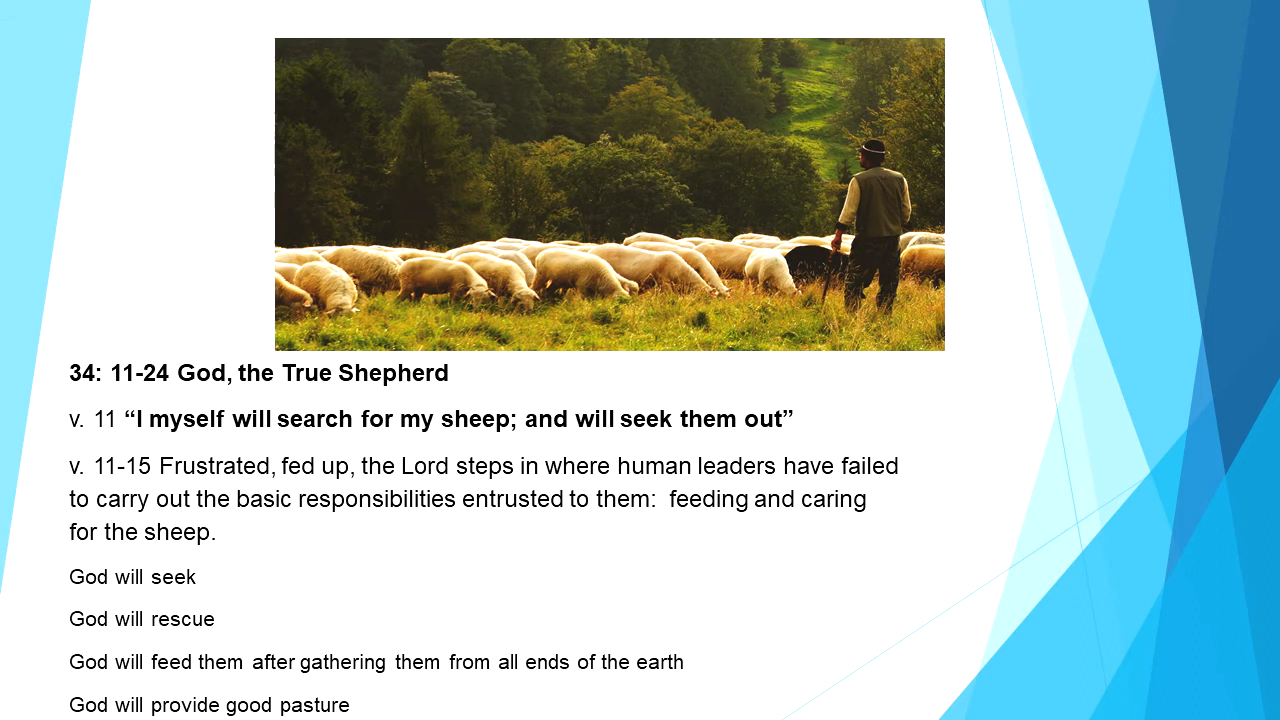 34: 11-24 God, the True Shepherd
v. 11 “I myself will search for my sheep; and will seek them out”
v. 11-15 Frustrated, fed up, the Lord steps in where human leaders have failed
to carry out the basic responsibilities entrusted to them:  feeding and caring
for the sheep.
God will seek
God will rescue
God will feed them after gathering them from all ends of the earth
God will provide good pasture